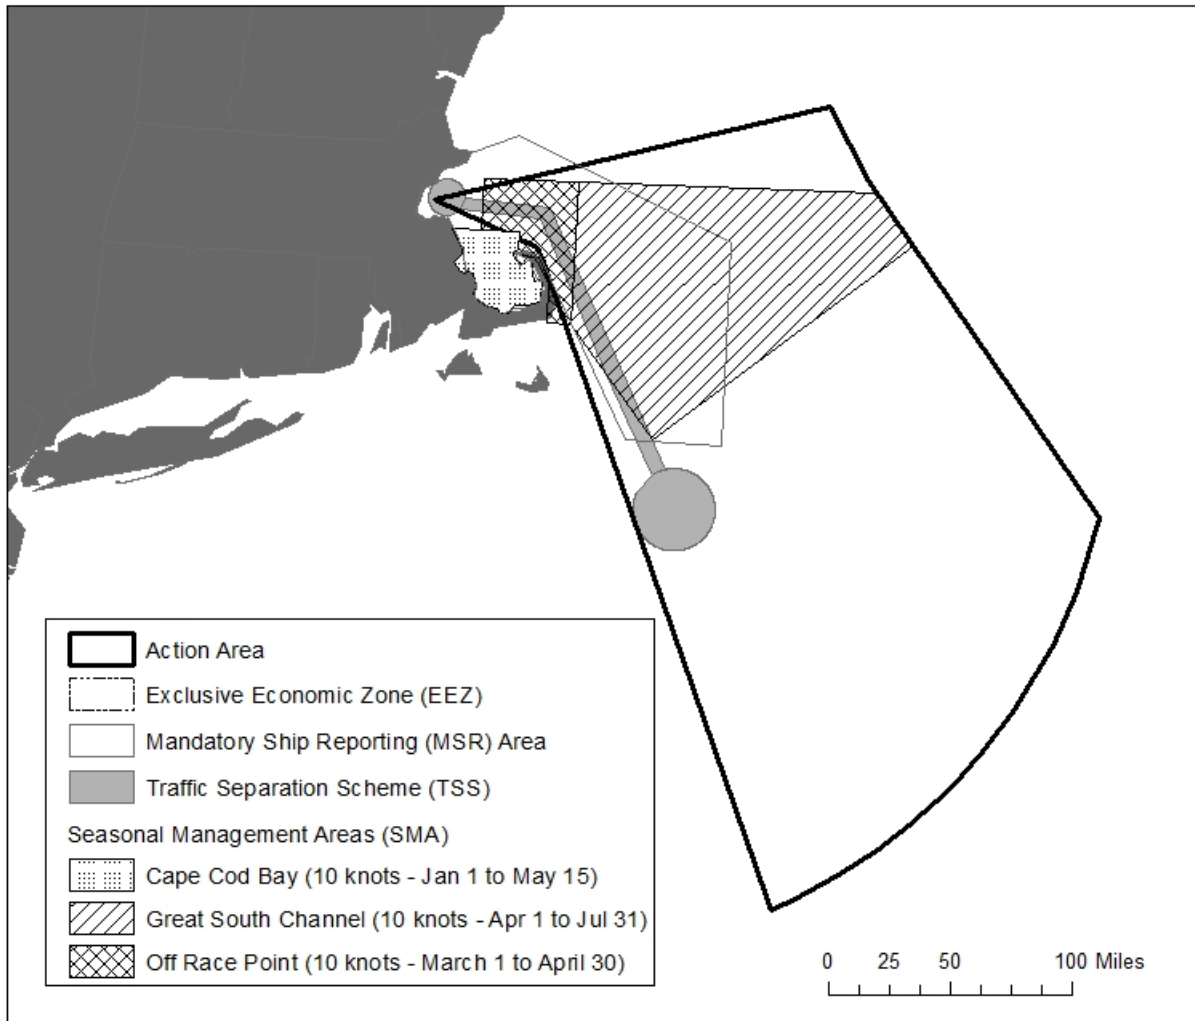 Action Area
Exclusive Economic Zone (EEZ)
Mandatory Ship Reporting (MSR) Area
Traffic Separation Scheme (TSS)
Seasonal Management Areas (SMA)
Cape Cod Bay (10 knots - Jan 1 to May 15)
Great South Channel (10 knots - Apr 1 to Jul 31)
Off Race Point (10 knots - March 1 to April 30)
0 25 50 100 Miles